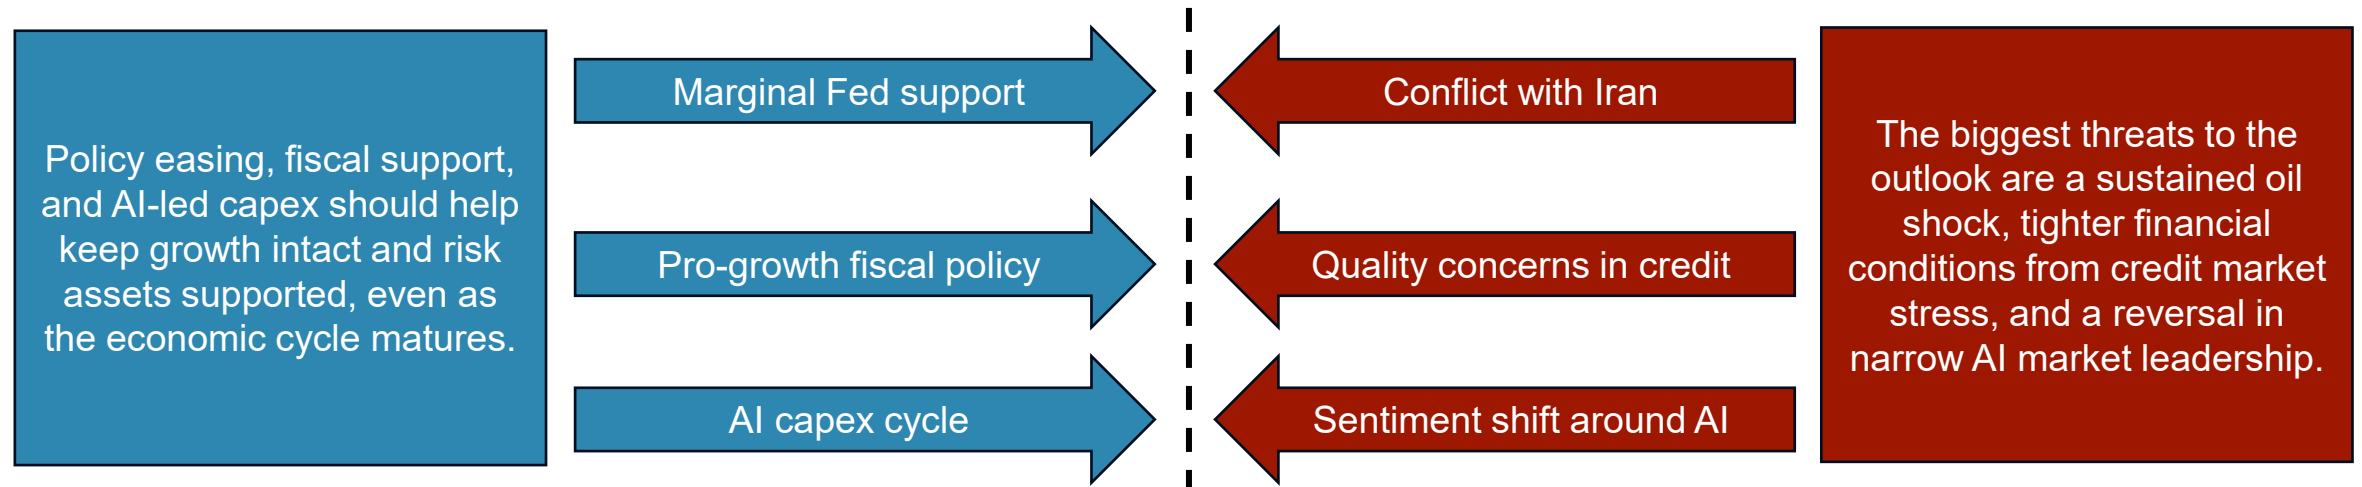 Policy easing, fiscal support,
and AI-led capex should help
keep growth intact and risk
assets supported, even as
the economic cycle matures.
Marginal Fed support
Pro-growth fiscal policy
AI capex cycle
Conflict with Iran
Quality concerns in credit
Sentiment shift around AI
The biggest threats to the
outlook are a sustained oil
shock, tighter financial
conditions from credit market
stress, and a reversal in
narrow AI market leadership.